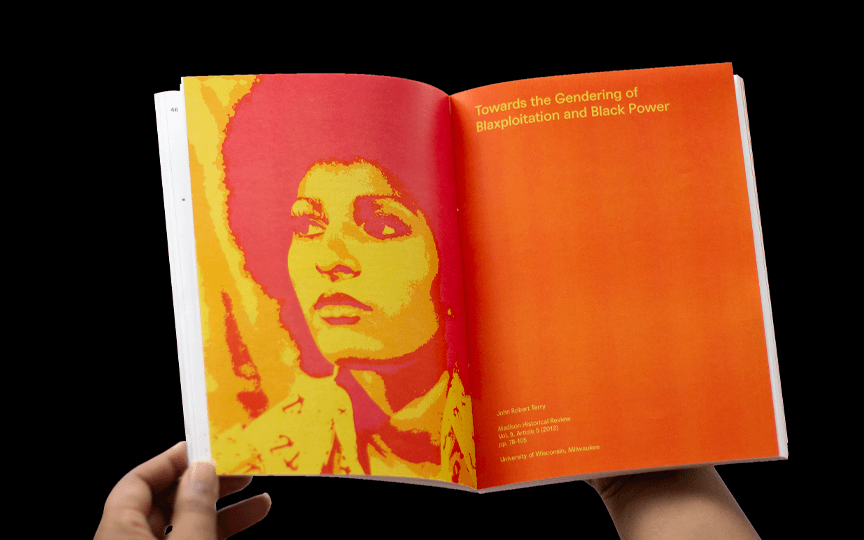 46
Towards the Gendering of
Blaxploitation and Black Power
John Robert Terry
Madison Historical Review
Vol. 9, Article 5 (2012)
pp. 78-105
University of Wisconsin, Milwaukee